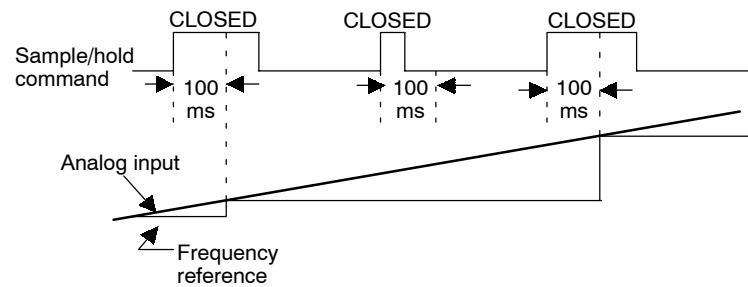 CLOSED CLOSED CLOSED
Sample/hold
command
100
ms
100
ms
100
ms
Analog input
Frequency
reference